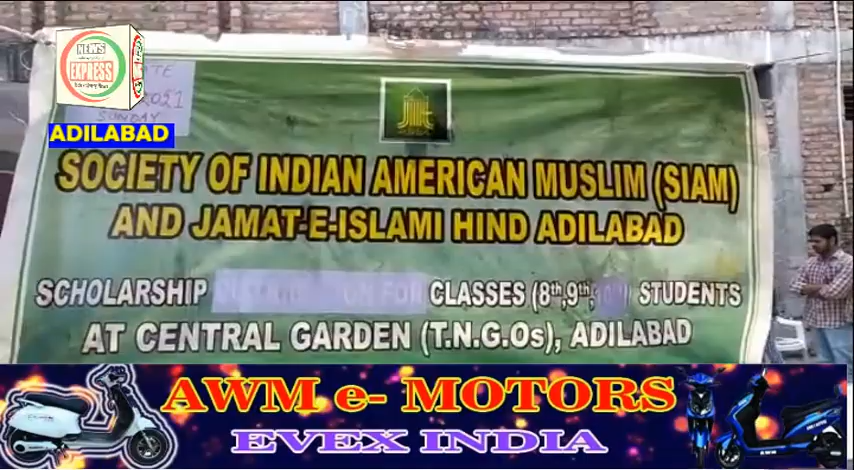 NEWS
EXPRESS
ADILABAD
2021
SUNDAY
SOCIETY OF INDIAN AMERICAN MUSLIM (SIAM)
AND JAMAT-E-ISLAMI HIND ADILABAD
SCHOLARSHIP CLASSES (8th,9th, STUDENTS
AT CENTRAL GARDEN (T.N.G.Os), ADILABAD
AWM e- MOTORS
EVEX INDIA